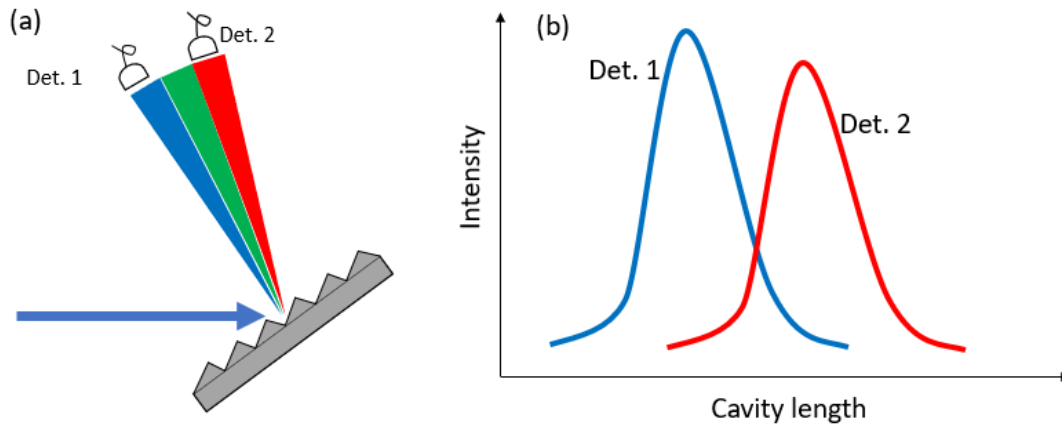 (a)
Det. 1
Det. 2
(b)
Det. 1
Det. 2
Intensity
Cavity length